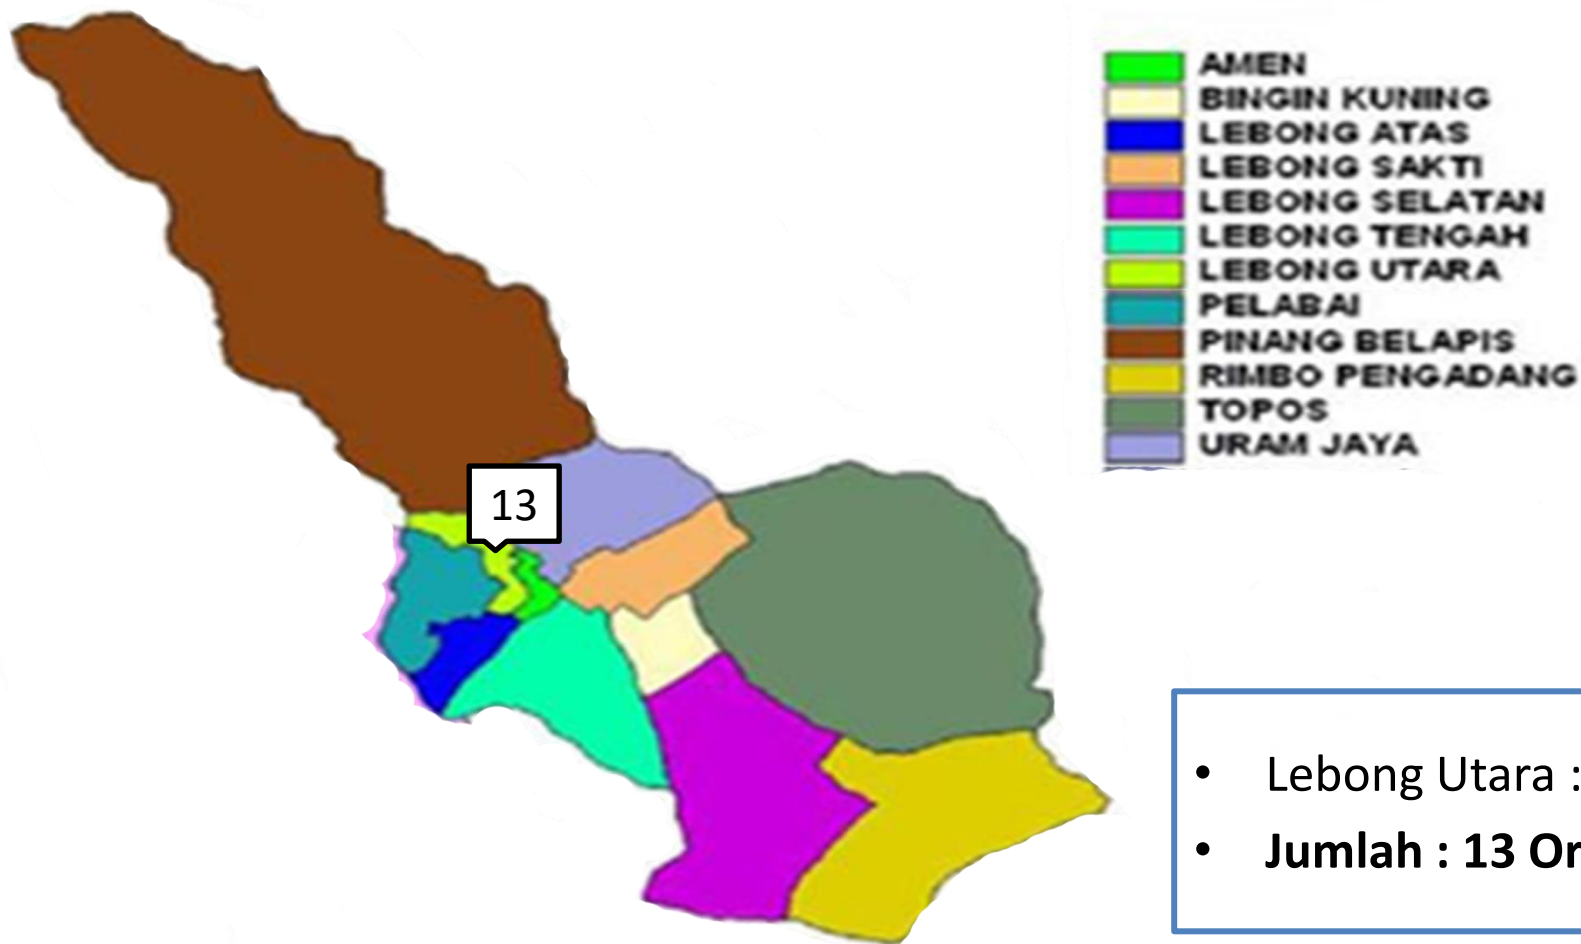 AMEN
BINGIN KUNING
LEBONG ATAS
LEBONG SAKTI
LEBONG SELATAN
LEBONG TENGAH
LEBONG UTARA
PELABAI
PINANG BELAPIS
RIMBO PENGADANG
TOPOS
URAM JAYA
13
• Lebong Utara :
• Jumlah : 13 Or